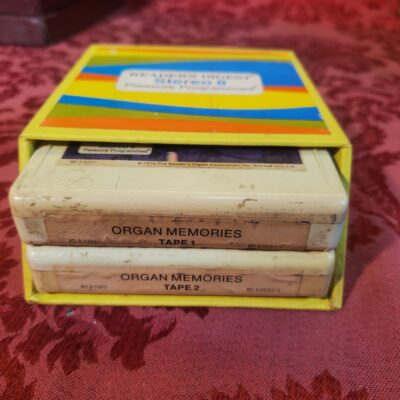 READER'S DIGEST
Stereo 8
Pleasure Programmed
Pleasure Programmed
ORGAN MEMORIES
TAPE 1
ORGAN MEMORIES
TAPE 2